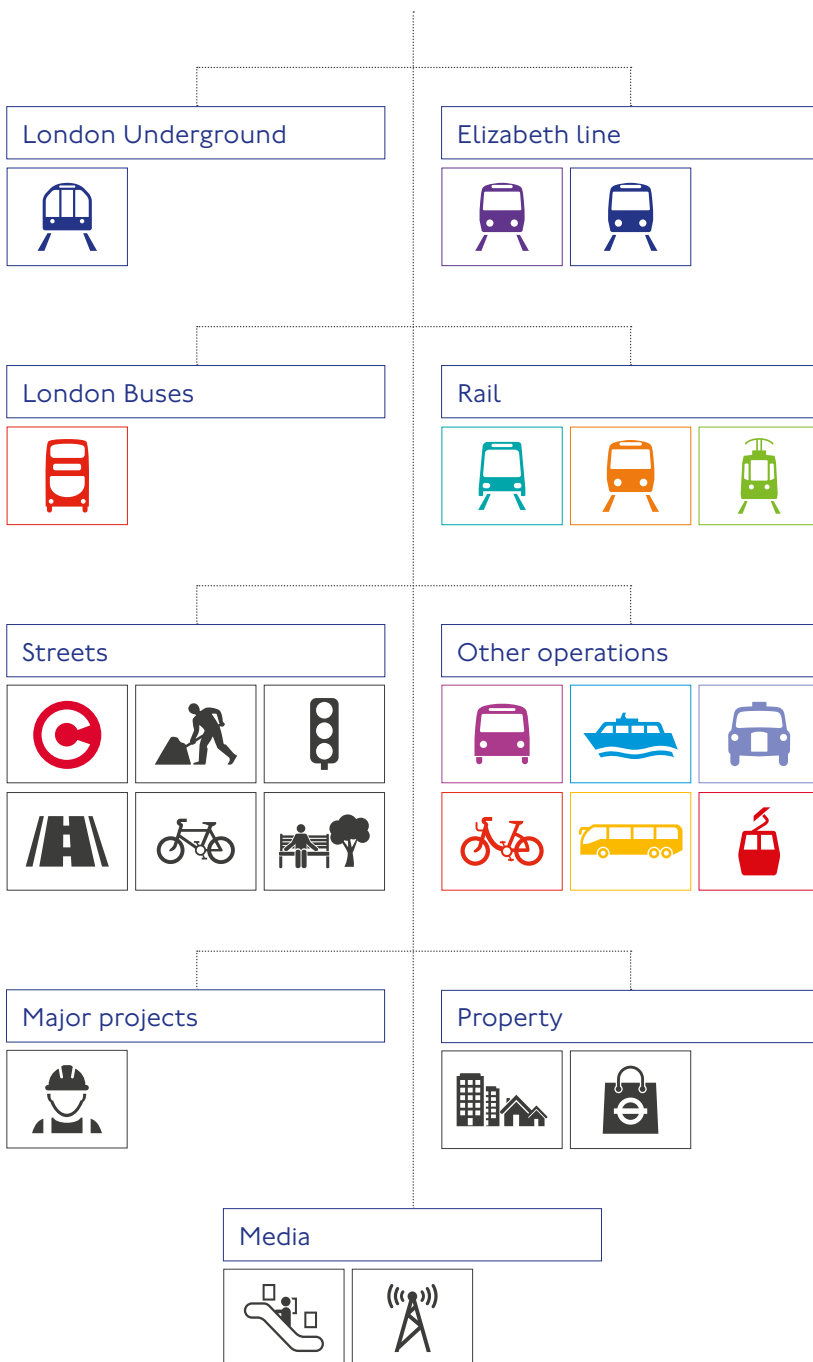 London Underground
Elizabeth line
London Buses
Rail
Streets
Other operations
Major projects
Property
Media